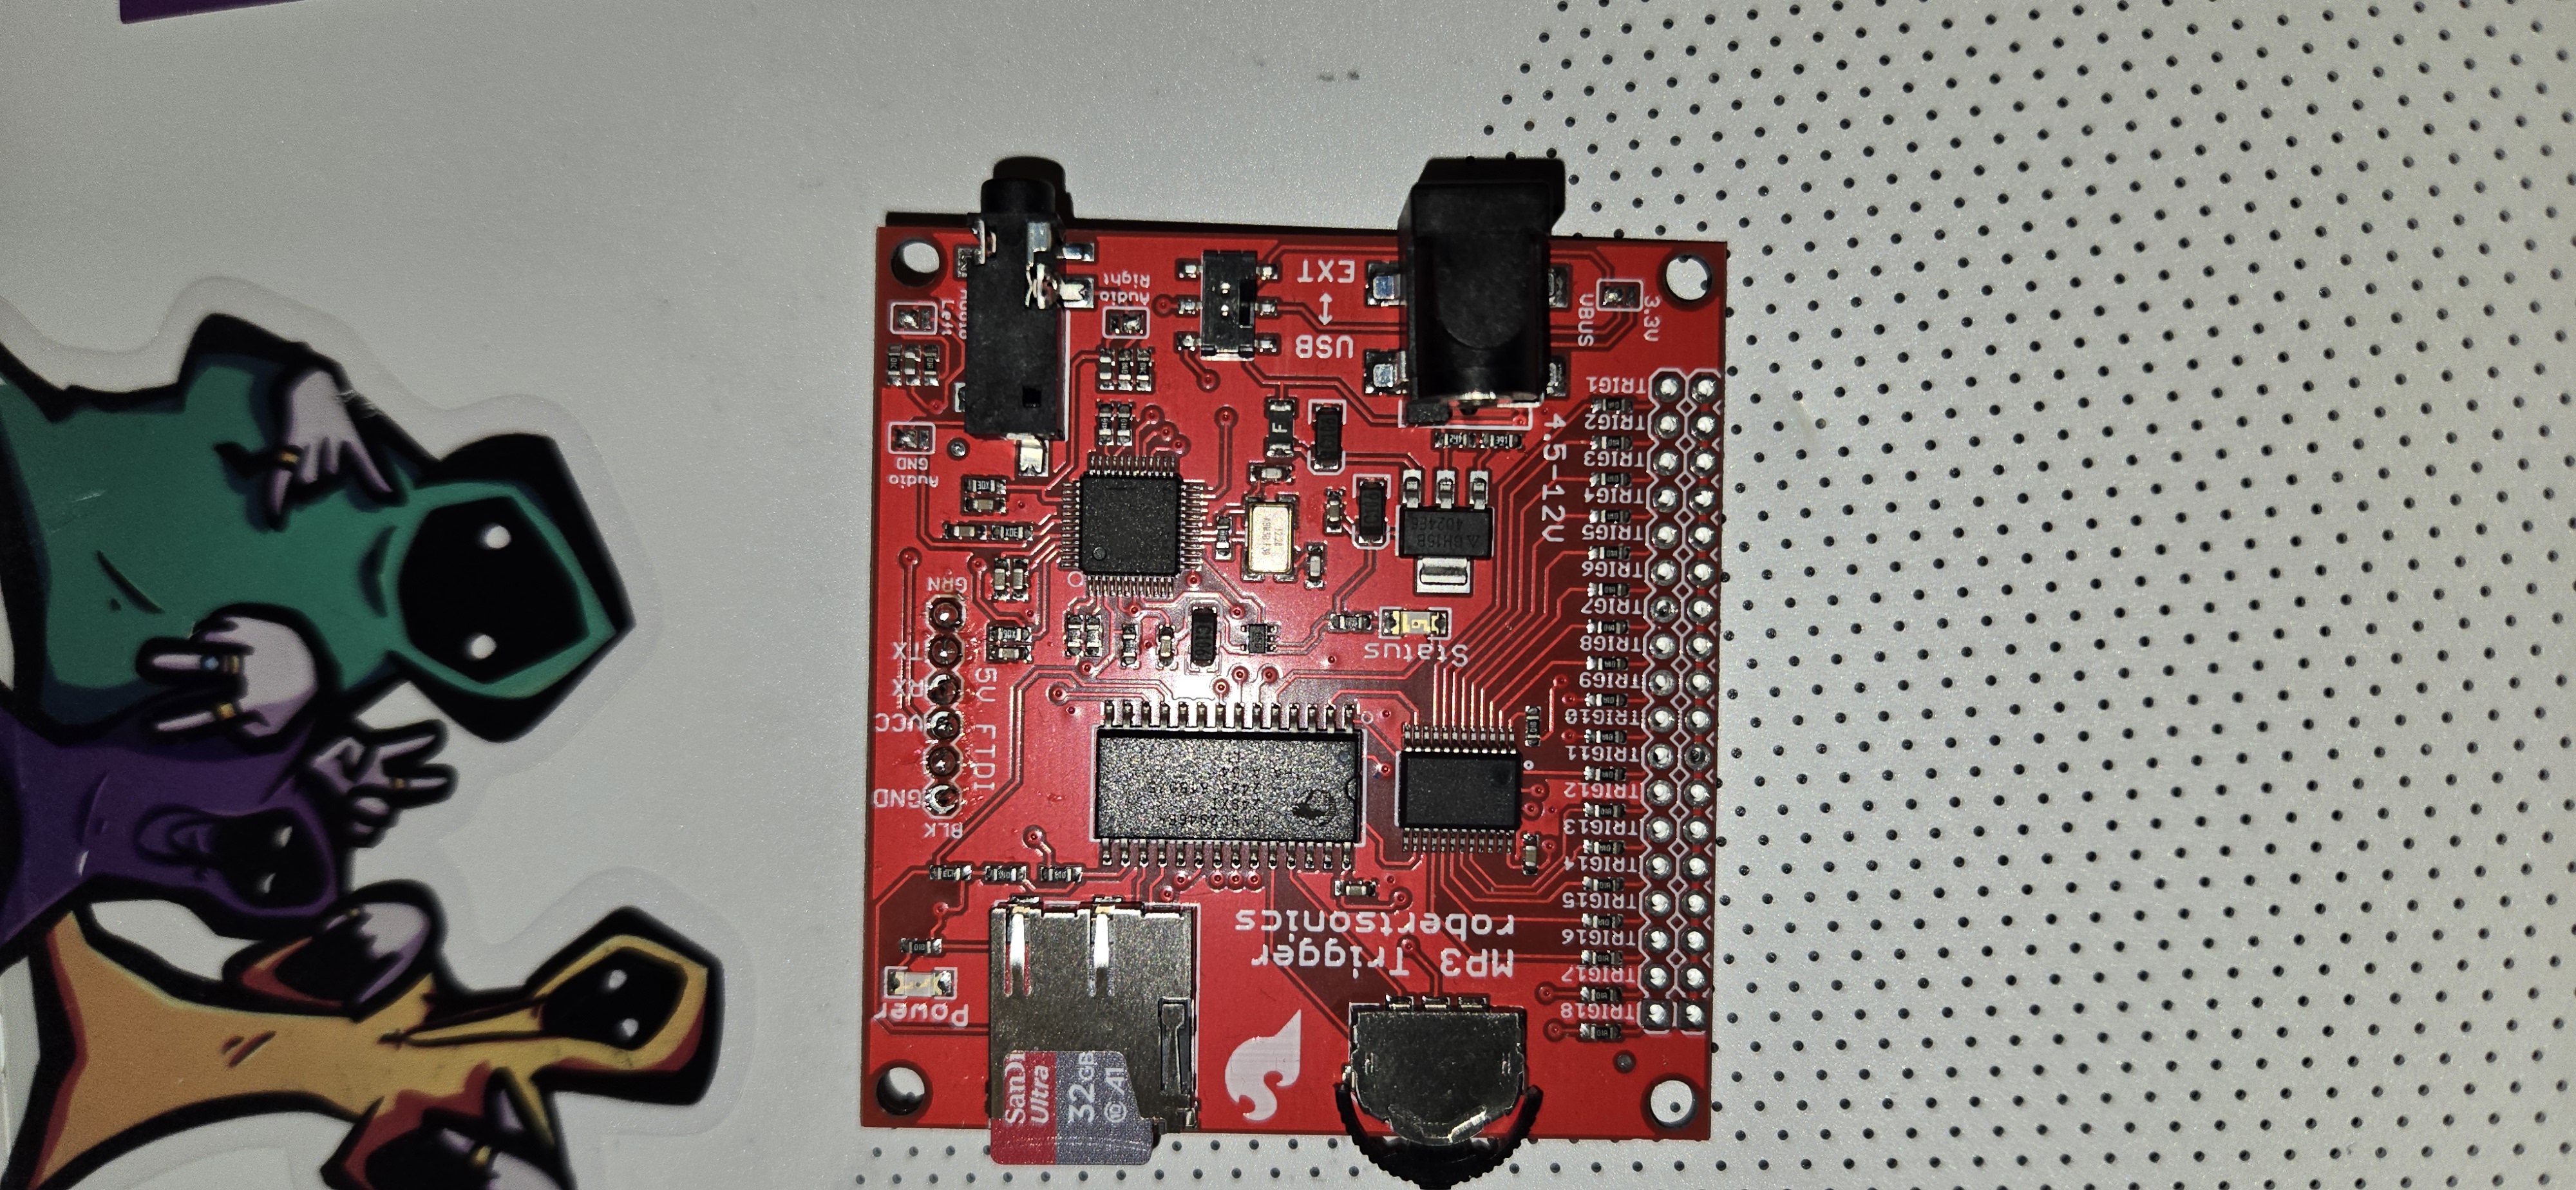 SanDi
Ultra
32GB
A1
Power
TRIG18
TRIG17
TRIG16
TRIG15
TRIG14
TRIG13
TRIG12
TRIG11
TRIG10
TRIG9
TRIG8
TRIG7
TRIG6
TRIG5
TRIG4
TRIG3
TRIG2
TRIG1
MP3 Trigger
robertsonics
BLK
GND
VCC
RX
TX
GRN
5V FTDI
Status
4.5-12V
Audio
GND
3.3V
VBUS
USB
EXT
Audio
Right
Audio
Left